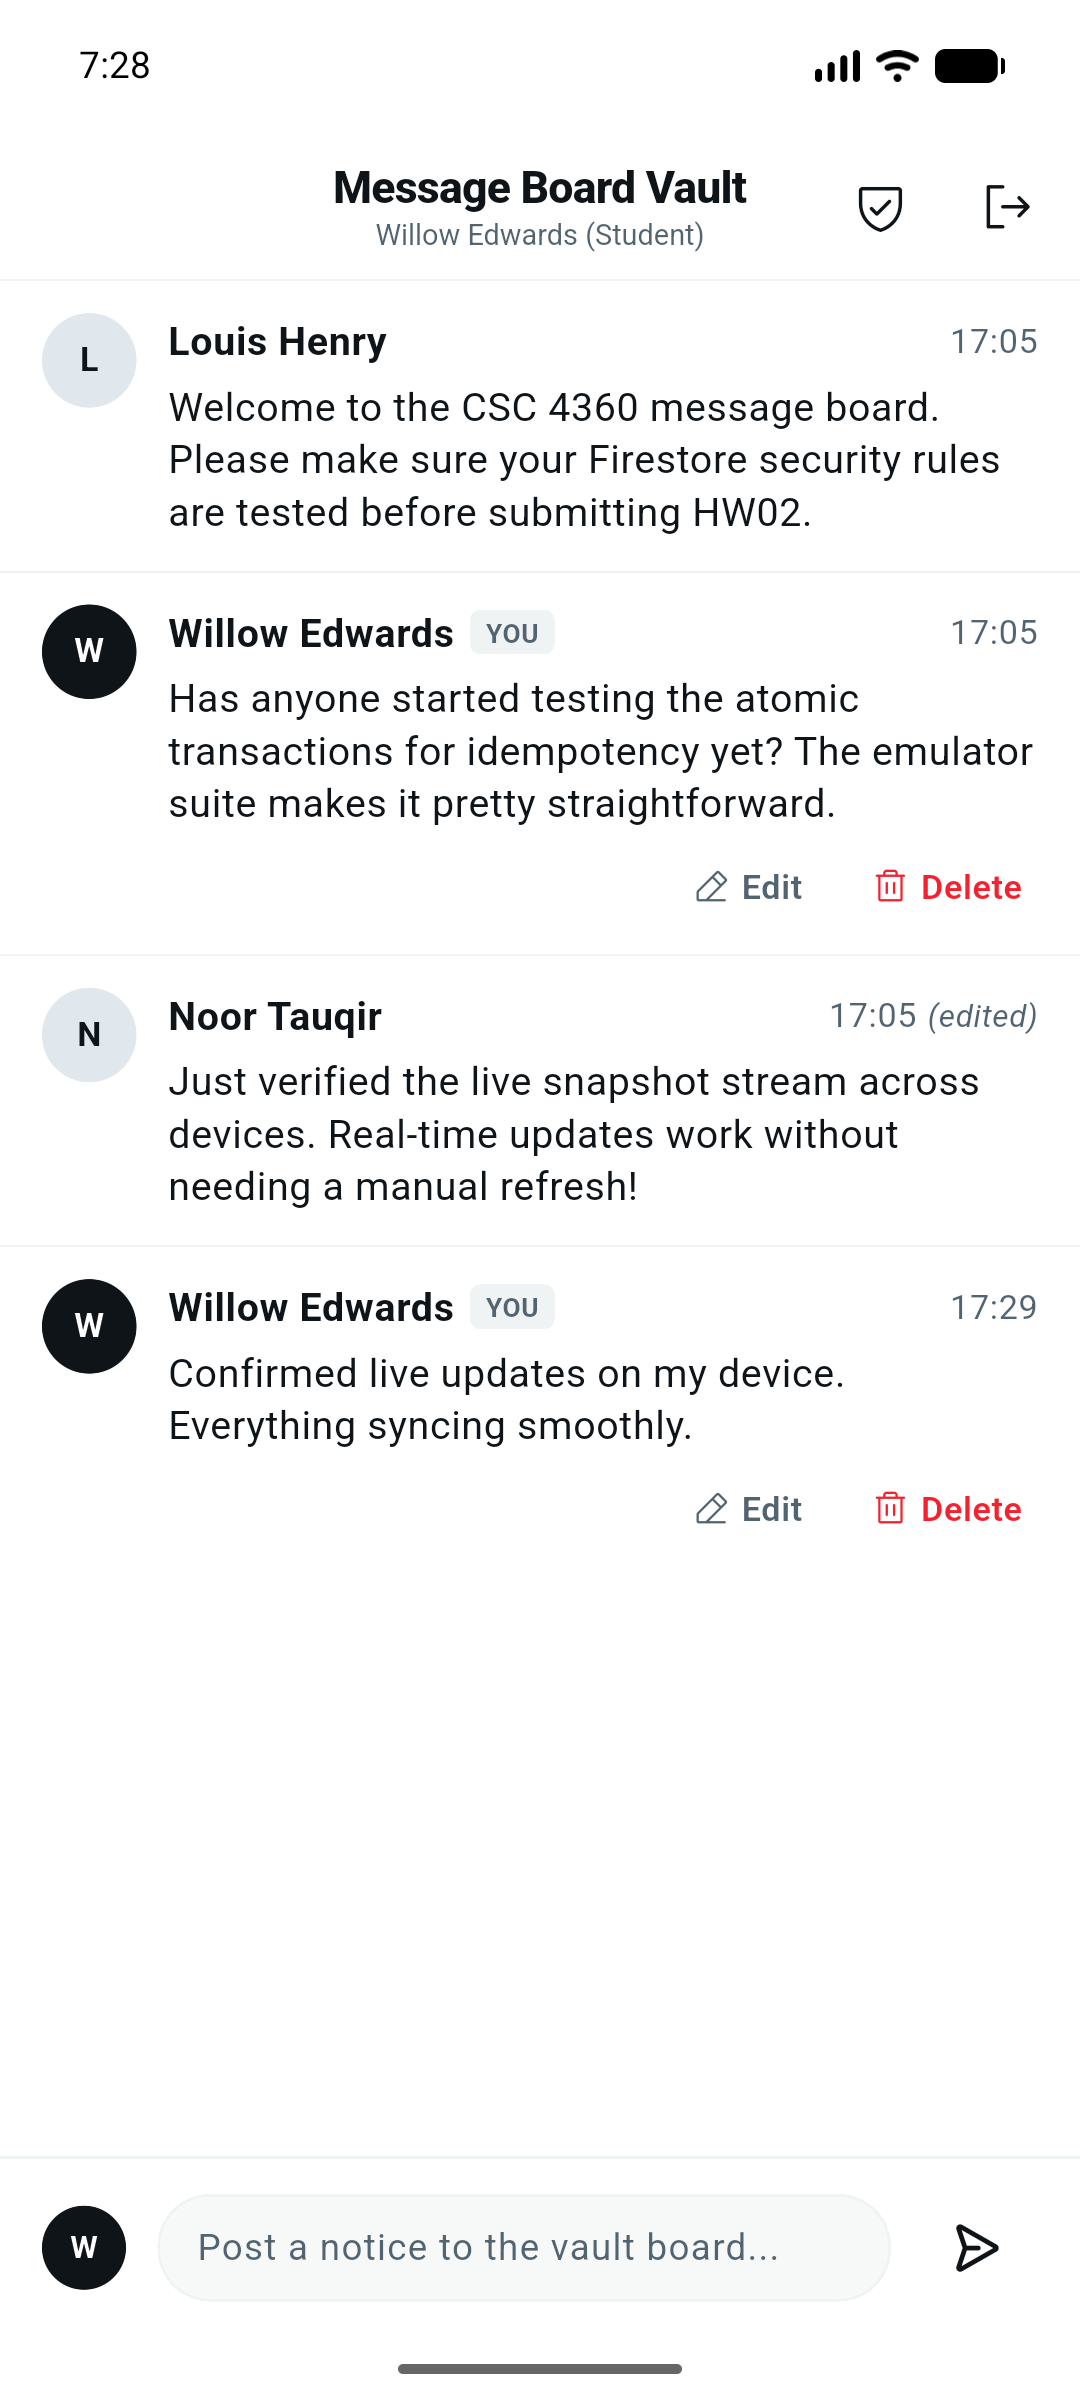 7:28
Message Board Vault
Willow Edwards (Student)
L
Louis Henry
17:05
Welcome to the CSC 4360 message board.
Please make sure your Firestore security rules
are tested before submitting HW02.
W
Willow Edwards YOU
17:05
Has anyone started testing the atomic
transactions for idempotency yet? The emulator
suite makes it pretty straightforward.
Edit Delete
N
Noor Tauqir
17:05 (edited)
Just verified the live snapshot stream across
devices. Real-time updates work without
needing a manual refresh!
W
Willow Edwards YOU
17:29
Confirmed live updates on my device.
Everything syncing smoothly.
Edit Delete
W
Post a notice to the vault board...